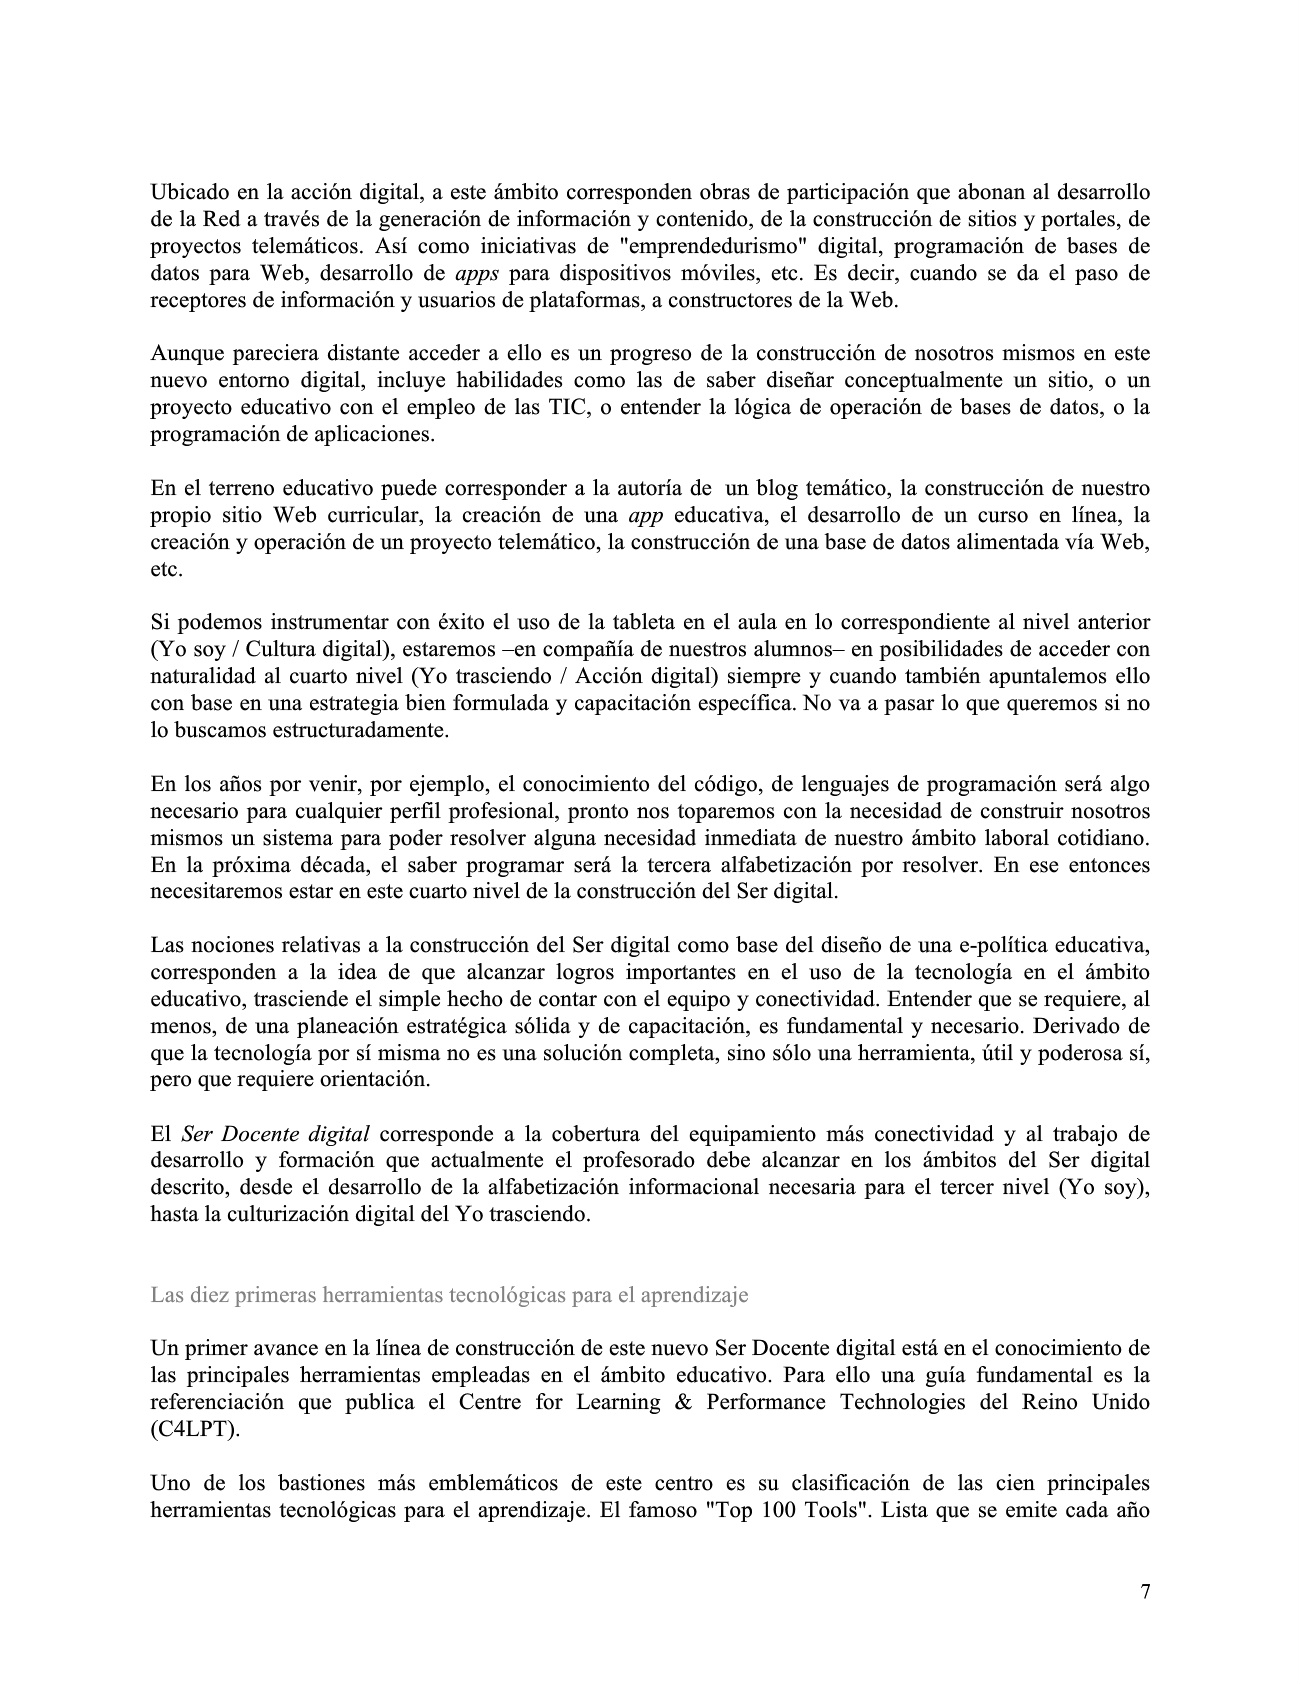 Ubicado en la acción digital, a este ámbito corresponden obras de participación que abonan al desarrollo
de la Red a través de la generación de información y contenido, de la construcción de sitios y portales, de
proyectos telemáticos. Así como iniciativas de "emprendedurismo" digital, programación de bases de
datos para Web, desarrollo de apps para dispositivos móviles, etc. Es decir, cuando se da el paso de
receptores de información y usuarios de plataformas, a constructores de la Web.
Aunque pareciera distante acceder a ello es un progreso de la construcción de nosotros mismos en este
nuevo entorno digital, incluye habilidades como las de saber diseñar conceptualmente un sitio, o un
proyecto educativo con el empleo de las TIC, o entender la lógica de operación de bases de datos, o la
programación de aplicaciones.
En el terreno educativo puede corresponder a la autoría de  un blog temático, la construcción de nuestro
propio sitio Web curricular, la creación de una app educativa, el desarrollo de un curso en línea, la
creación y operación de un proyecto telemático, la construcción de una base de datos alimentada vía Web,
etc.
Si podemos instrumentar con éxito el uso de la tableta en el aula en lo correspondiente al nivel anterior
(Yo soy / Cultura digital), estaremos –en compañía de nuestros alumnos– en posibilidades de acceder con
naturalidad al cuarto nivel (Yo trasciendo / Acción digital) siempre y cuando también apuntalemos ello
con base en una estrategia bien formulada y capacitación específica. No va a pasar lo que queremos si no
lo buscamos estructuradamente.
En los años por venir, por ejemplo, el conocimiento del código, de lenguajes de programación será algo
necesario para cualquier perfil profesional, pronto nos toparemos con la necesidad de construir nosotros
mismos un sistema para poder resolver alguna necesidad inmediata de nuestro ámbito laboral cotidiano.
En la próxima década, el saber programar será la tercera alfabetización por resolver. En ese entonces
necesitaremos estar en este cuarto nivel de la construcción del Ser digital.
Las nociones relativas a la construcción del Ser digital como base del diseño de una e-política educativa,
corresponden a la idea de que alcanzar logros importantes en el uso de la tecnología en el ámbito
educativo, trasciende el simple hecho de contar con el equipo y conectividad. Entender que se requiere, al
menos, de una planeación estratégica sólida y de capacitación, es fundamental y necesario. Derivado de
que la tecnología por sí misma no es una solución completa, sino sólo una herramienta, útil y poderosa sí,
pero que requiere orientación.
El Ser Docente digital corresponde a la cobertura del equipamiento más conectividad y al trabajo de
desarrollo y formación que actualmente el profesorado debe alcanzar en los ámbitos del Ser digital
descrito, desde el desarrollo de la alfabetización informacional necesaria para el tercer nivel (Yo soy),
hasta la culturización digital del Yo trasciendo.
Las diez primeras herramientas tecnológicas para el aprendizaje
Un primer avance en la línea de construcción de este nuevo Ser Docente digital está en el conocimiento de
las principales herramientas empleadas en el ámbito educativo. Para ello una guía fundamental es la
referenciación que publica el Centre for Learning & Performance Technologies del Reino Unido
(C4LPT).
Uno de los bastiones más emblemáticos de este centro es su clasificación de las cien principales
herramientas tecnológicas para el aprendizaje. El famoso "Top 100 Tools". Lista que se emite cada año
7